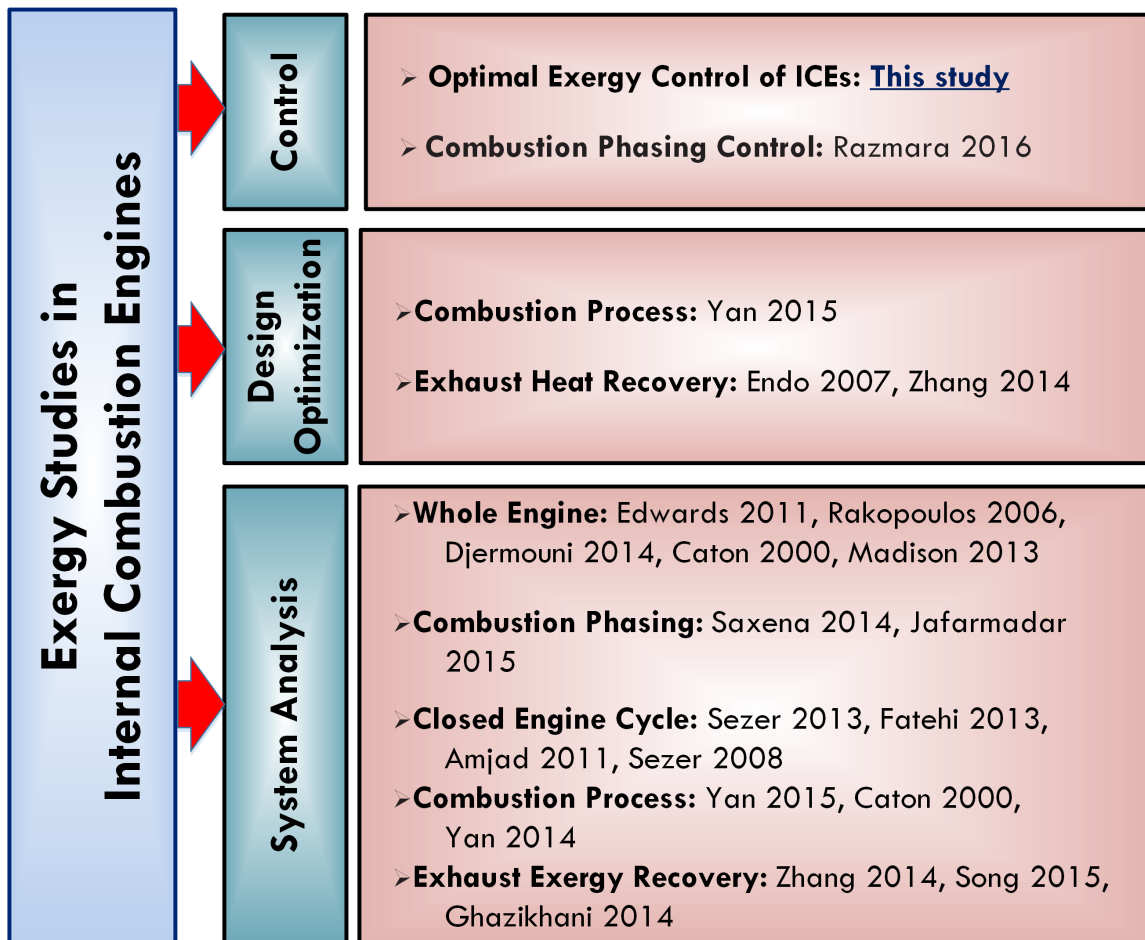 Exergy Studies in
Internal Combustion Engines
Control
➢ Optimal Exergy Control of ICEs: This study
➢ Combustion Phasing Control: Razmara 2016
Design
Optimization
➢Combustion Process: Yan 2015
➢Exhaust Heat Recovery: Endo 2007, Zhang 2014
System Analysis
➢Whole Engine: Edwards 2011, Rakopoulos 2006,
Djermouni 2014, Caton 2000, Madison 2013
➢Combustion Phasing: Saxena 2014, Jafarmadar
2015
➢Closed Engine Cycle: Sezer 2013, Fatehi 2013,
Amjad 2011, Sezer 2008
➢Combustion Process: Yan 2015, Caton 2000,
Yan 2014
➢Exhaust Exergy Recovery: Zhang 2014, Song 2015,
Ghazikhani 2014